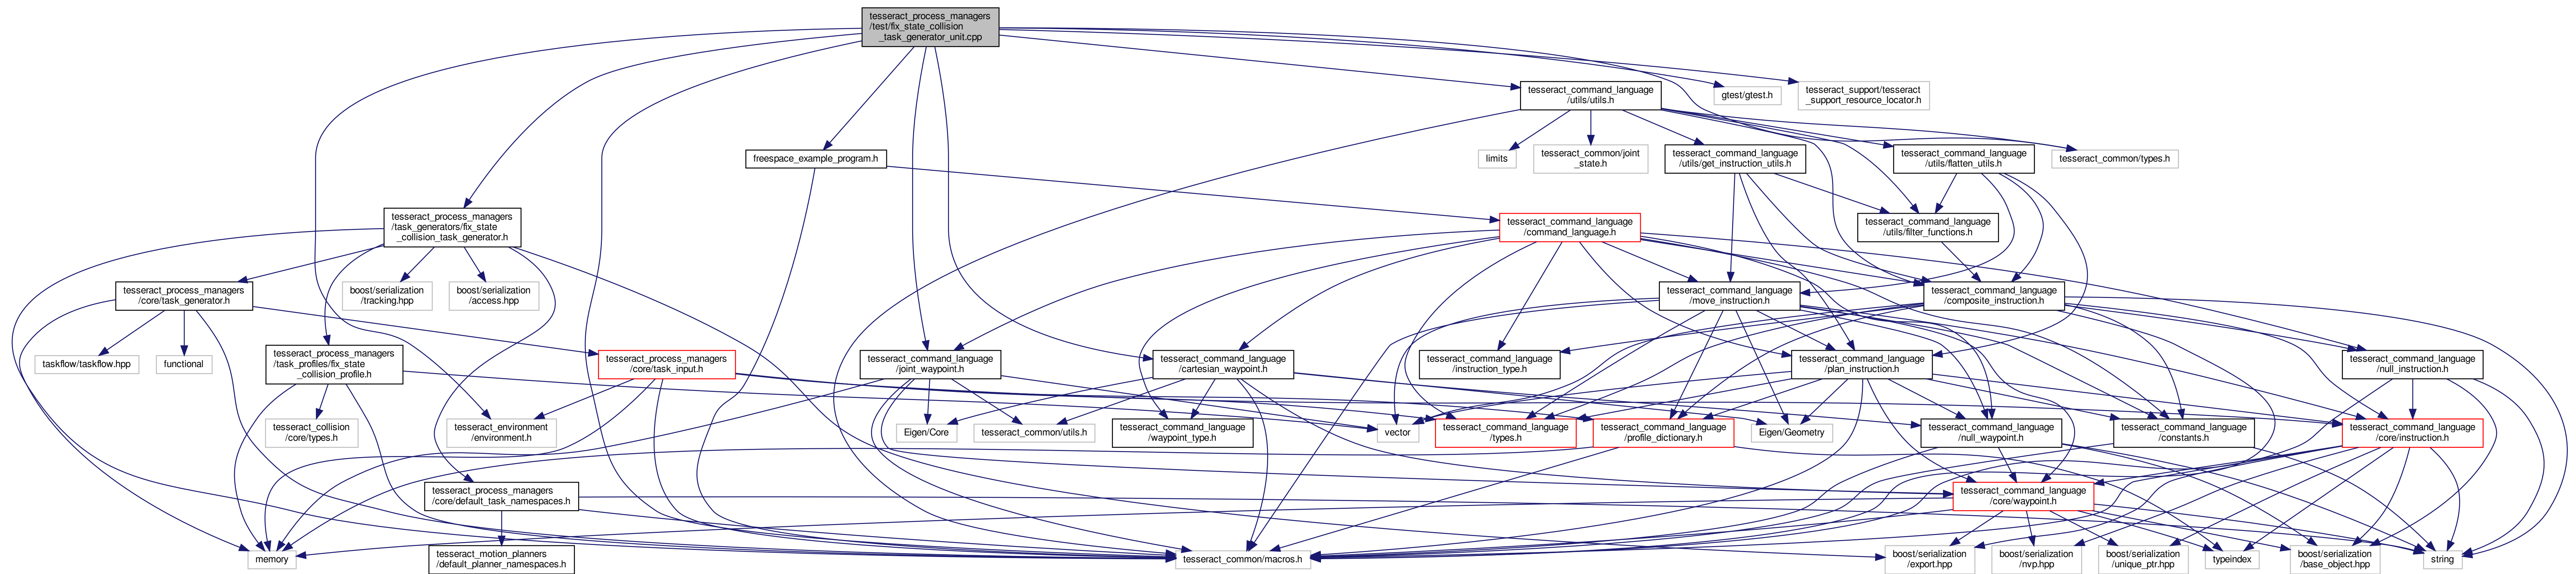 tesseract_process_managers
/test/fix_state_collision
_task_generator_unit.cpp
tesseract_command_language
/utils/utils.h
gtest/gtest.h
tesseract_support/tesseract
_support_resource_locator.h
freespace_example_program.h
limits
tesseract_common/joint
_state.h
tesseract_command_language
/utils/get_instruction_utils.h
tesseract_command_language
/utils/flatten_utils.h
tesseract_common/types.h
tesseract_process_managers
/task_generators/fix_state
_collision_task_generator.h
tesseract_command_language
/command_language.h
tesseract_command_language
/utils/filter_functions.h
tesseract_process_managers
/core/task_generator.h
boost/serialization
/tracking.hpp
boost/serialization
/access.hpp
tesseract_command_language
/move_instruction.h
tesseract_command_language
/composite_instruction.h
taskflow/taskflow.hpp
functional
tesseract_process_managers
/task_profiles/fix_state
_collision_profile.h
tesseract_process_managers
/core/task_input.h
tesseract_command_language
/joint_waypoint.h
tesseract_command_language
/cartesian_waypoint.h
tesseract_command_language
/instruction_type.h
tesseract_command_language
/plan_instruction.h
tesseract_command_language
/null_instruction.h
tesseract_collision
/core/types.h
tesseract_environment
/environment.h
Eigen/Core
tesseract_common/utils.h
tesseract_command_language
/waypoint_type.h
vector
tesseract_command_language
/types.h
tesseract_command_language
/profile_dictionary.h
Eigen/Geometry
tesseract_command_language
/null_waypoint.h
tesseract_command_language
/constants.h
tesseract_command_language
/core/instruction.h
tesseract_process_managers
/core/default_task_namespaces.h
tesseract_command_language
/core/waypoint.h
memory
tesseract_motion_planners
/default_planner_namespaces.h
tesseract_common/macros.h
boost/serialization
/export.hpp
boost/serialization
/nvp.hpp
boost/serialization
/unique_ptr.hpp
typeindex
boost/serialization
/base_object.hpp
string